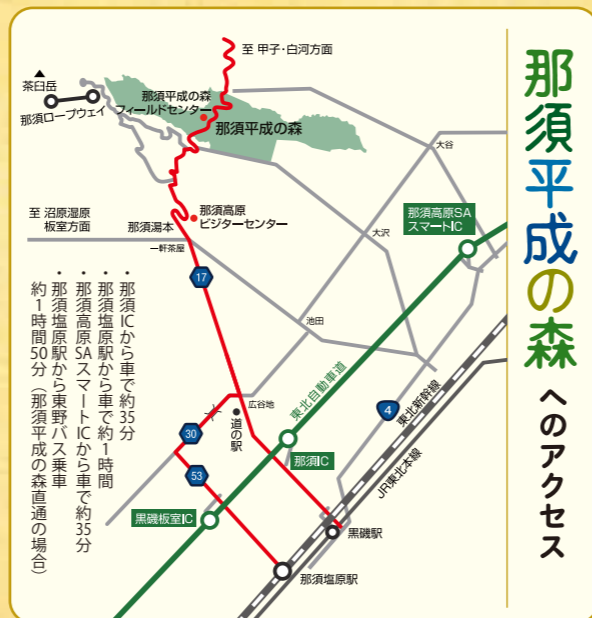 那須平成の森へのアクセス
至 甲子・白河方面
茶臼岳
那須ロープウェイ
那須平成の森
フィールドセンター
那須平成の森
大谷
那須高原SA
スマートIC
至 沼原湿原
板室方面
那須湯本
那須高原
ビジターセンター
一軒茶屋
大沢
17
池田
広谷地
道の駅
東北自動車道
4
東北新幹線
JR東北本線
30
那須IC
53
黒磯板室IC
黒磯駅
那須塩原駅
・那須ICから車で約35分
・那須塩原駅から車で約1時間
・那須高原SAスマートICから車で約35分
・那須塩原駅から東野バス乗車
約1時間50分（那須平成の森直通の場合）